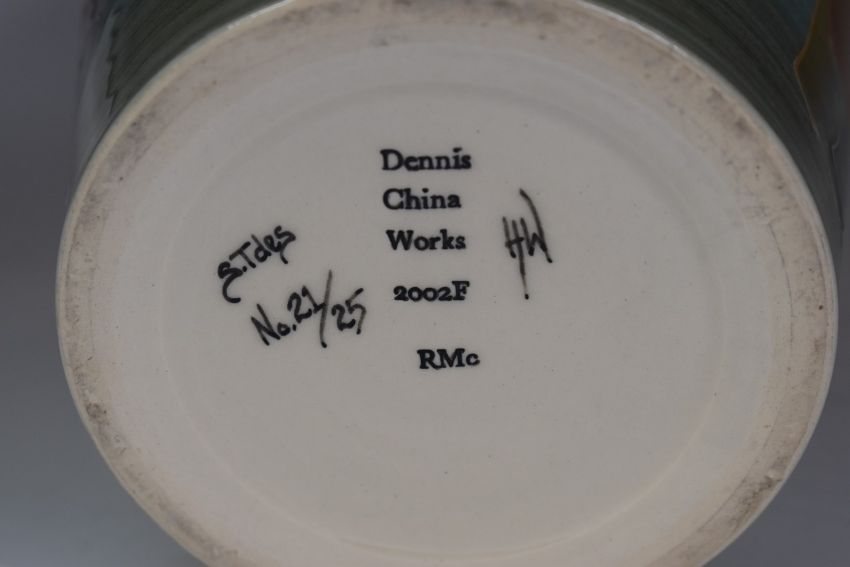 Dennis
China
Works
2002F
RMc
S.Tdes
No.21/25
HW